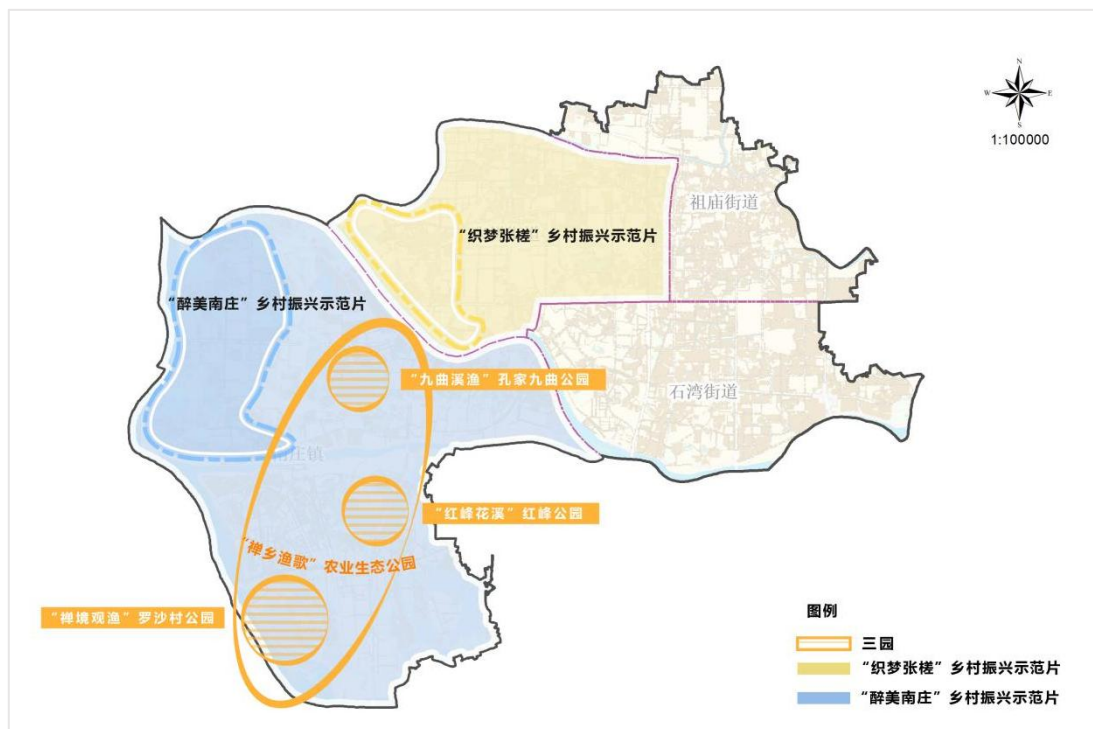 N
W
E
S
1:100000
祖庙街道
“织梦张槎”乡村振兴示范片
“醉美南庄”乡村振兴示范片
“九曲溪渔”孔家九曲公园
石湾街道
庄镇
“红峰花溪”红峰公园
“禅乡渔歌”农业生态公园
“禅境观渔”罗沙村公园
图例
三园
“织梦张槎”乡村振兴示范片
“醉美南庄”乡村振兴示范片